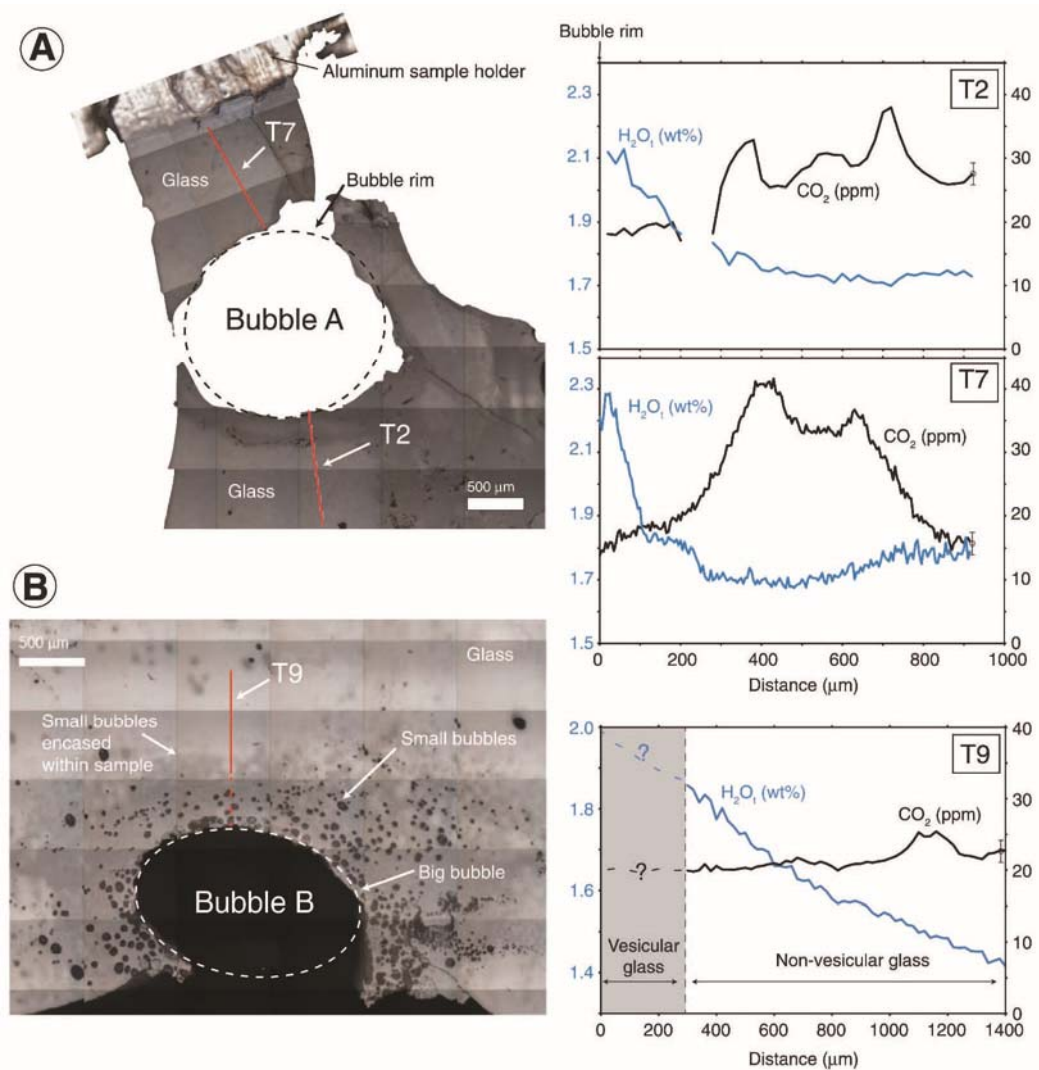 A
Aluminum sample holder
T7
Glass
Bubble rim
Bubble A
T2
Glass
500 µm
B
500 µm
Glass
T9
Small bubbles
encased
within sample
Small bubbles
Big bubble
Bubble B
Bubble rim
T2
2.3
2.1
1.9
1.7
1.5
H2Ot (wt%)
CO2 (ppm)
40
30
20
10
0
T7
2.3
2.1
1.9
1.7
1.5
H2Ot (wt%)
CO2 (ppm)
40
30
20
10
0
0 200 400 600 800 1000
Distance (µm)
T9
2.0
1.8
1.6
1.4
?
?
H2Ot (wt%)
CO2 (ppm)
Vesicular
glass
Non-vesicular glass
40
30
20
10
0
0 200 400 600 800 1000 1200 1400
Distance (µm)